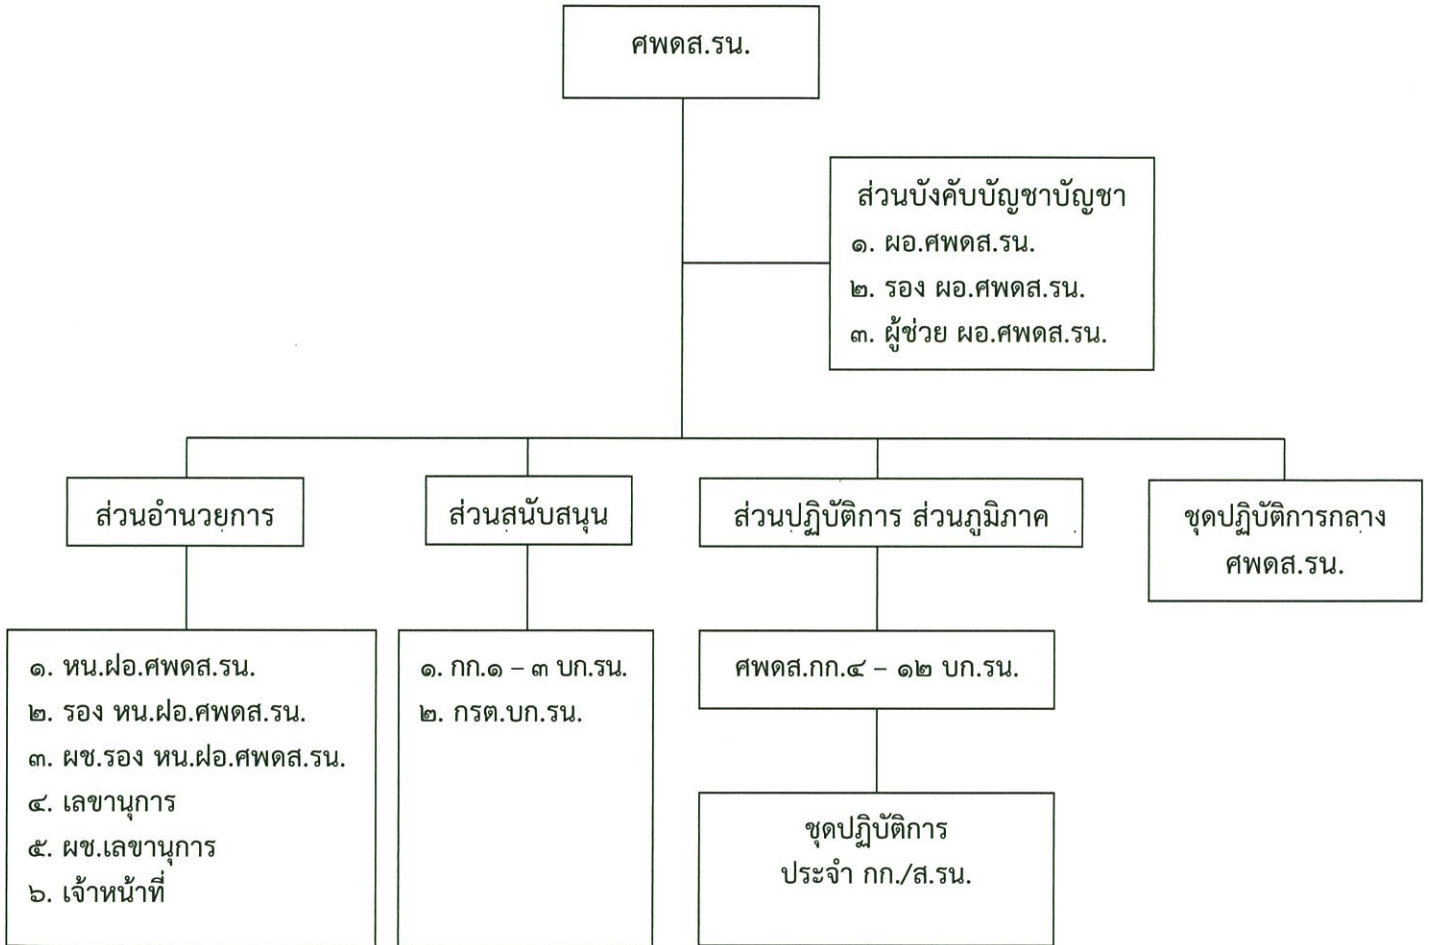 ศพดส.รน.
ส่วนบังคับบัญชาบัญชา
๑. ผอ.ศพดส.รน.
๒. รอง ผอ.ศพดส.รน.
๓. ผู้ช่วย ผอ.ศพดส.รน.
ส่วนอำนวยการ
ส่วนสนับสนุน
ส่วนปฏิบัติการ ส่วนภูมิภาค
ชุดปฏิบัติการกลาง
ศพดส.รน.
๑. หน.ฝอ.ศพดส.รน.
๒. รอง หน.ฝอ.ศพดส.รน.
๓. ผช.รอง หน.ฝอ.ศพดส.รน.
๔. เลขานุการ
๕. ผช.เลขานุการ
๖. เจ้าหน้าที่
๑. กก.๑ – ๓ บก.รน.
๒. กรต.บก.รน.
ศพดส.กก.๔ – ๑๒ บก.รน.
ชุดปฏิบัติการ
ประจำ กก./ส.รน.